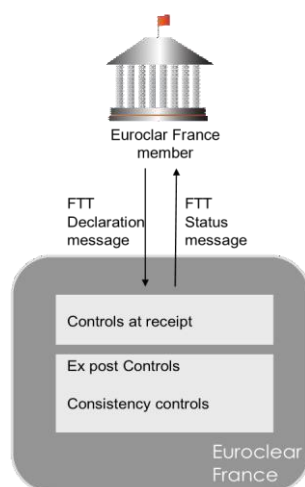 Euroclar France
member
FTT
Declaration
message
FTT
Status
message
Controls at receipt
Ex post Controls
Consistency controls
Euroclear
France